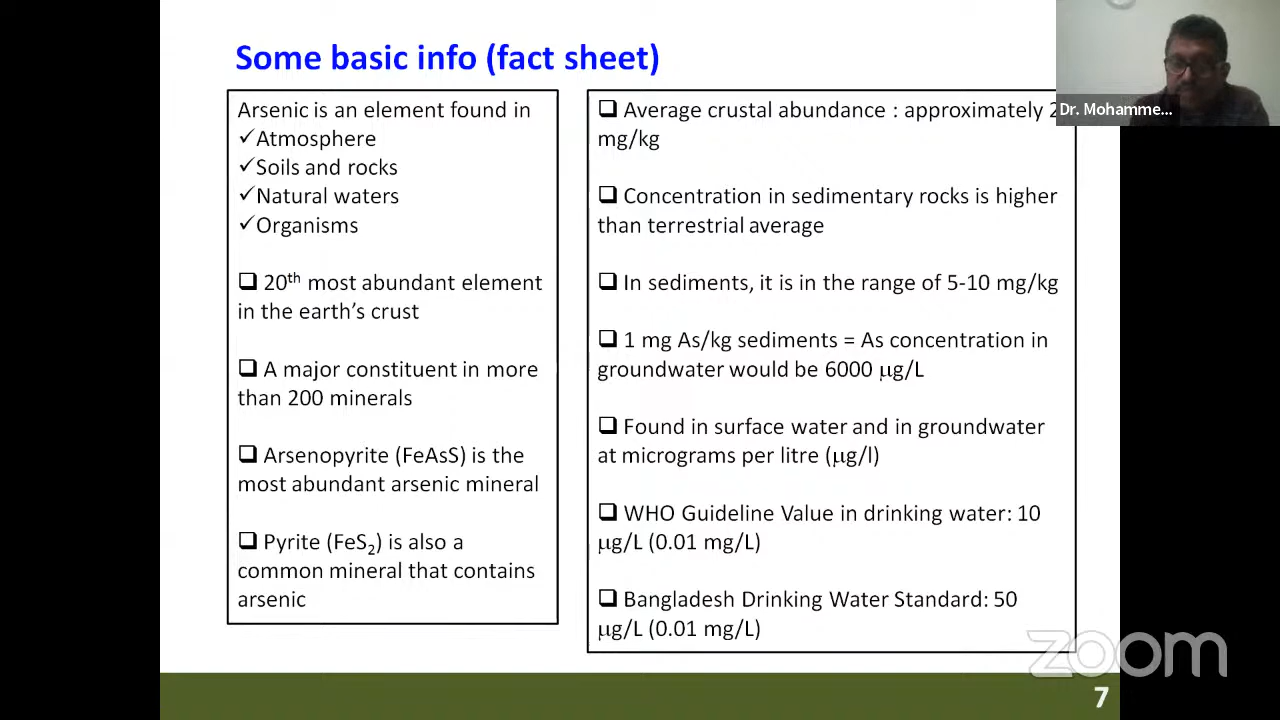 Some basic info (fact sheet)
Arsenic is an element found in
✓Atmosphere
✓Soils and rocks
✓Natural waters
✓Organisms
❑ 20th most abundant element
in the earth's crust
❑ A major constituent in more
than 200 minerals
❑ Arsenopyrite (FeAsS) is the
most abundant arsenic mineral
❑ Pyrite (FeS2) is also a
common mineral that contains
arsenic
❑ Average crustal abundance : approximately 2
mg/kg
❑ Concentration in sedimentary rocks is higher
than terrestrial average
❑ In sediments, it is in the range of 5-10 mg/kg
❑ 1 mg As/kg sediments = As concentration in
groundwater would be 6000 µg/L
❑ Found in surface water and in groundwater
at micrograms per litre (µg/l)
❑ WHO Guideline Value in drinking water: 10
µg/L (0.01 mg/L)
❑ Bangladesh Drinking Water Standard: 50
µg/L (0.01 mg/L)
Dr. Mohamme...
zoom
7